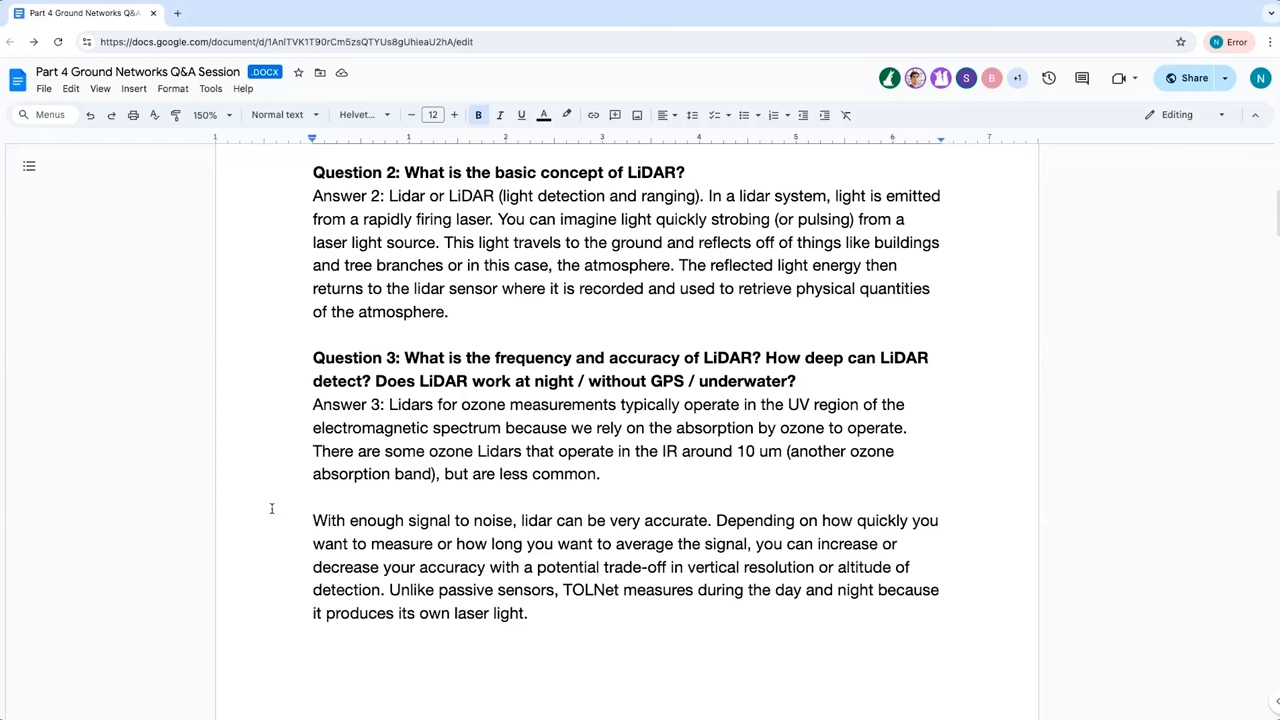 Part 4 Ground Networks Q&A
https://docs.google.com/document/d/1AnlTVK1T90rCm5zsQTYUs8gUhieaU2hA/edit
N Error
Part 4 Ground Networks Q&A Session .DOCX
File Edit View Insert Format Tools Help
S B +1 Share N
Menus 150% Normal text Helvet... 12 B I U A Editing
1 1 2 3 4 5 6 7
Question 2: What is the basic concept of LiDAR?
Answer 2: Lidar or LiDAR (light detection and ranging). In a lidar system, light is emitted
from a rapidly firing laser. You can imagine light quickly strobing (or pulsing) from a
laser light source. This light travels to the ground and reflects off of things like buildings
and tree branches or in this case, the atmosphere. The reflected light energy then
returns to the lidar sensor where it is recorded and used to retrieve physical quantities
of the atmosphere.
Question 3: What is the frequency and accuracy of LiDAR? How deep can LiDAR
detect? Does LiDAR work at night / without GPS / underwater?
Answer 3: Lidars for ozone measurements typically operate in the UV region of the
electromagnetic spectrum because we rely on the absorption by ozone to operate.
There are some ozone Lidars that operate in the IR around 10 um (another ozone
absorption band), but are less common.
With enough signal to noise, lidar can be very accurate. Depending on how quickly you
want to measure or how long you want to average the signal, you can increase or
decrease your accuracy with a potential trade-off in vertical resolution or altitude of
detection. Unlike passive sensors, TOLNet measures during the day and night because
it produces its own laser light.